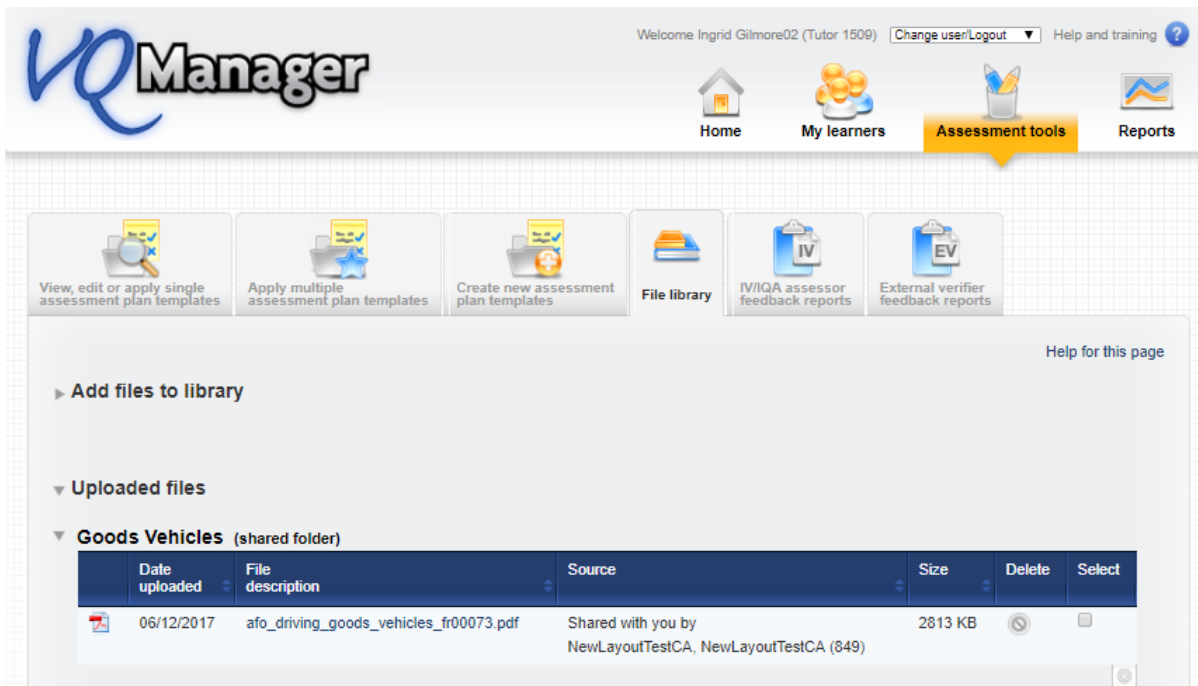 Welcome Ingrid Gilmore02 (Tutor 1509) Change user/Logout ▼ Help and training ?
VQManager
Home My learners Assessment tools Reports
View, edit or apply single
assessment plan templates
Apply multiple
assessment plan templates
Create new assessment
plan templates
File library
IV
IV/IQA assessor
feedback reports
EV
External verifier
feedback reports
Help for this page
Add files to library
Uploaded files
Goods Vehicles (shared folder)
Date
uploaded
File
description
Source
Size
Delete
Select
06/12/2017 afo_driving_goods_vehicles_fr00073.pdf Shared with you by 2813 KB
NewLayoutTestCA, NewLayoutTestCA (849)